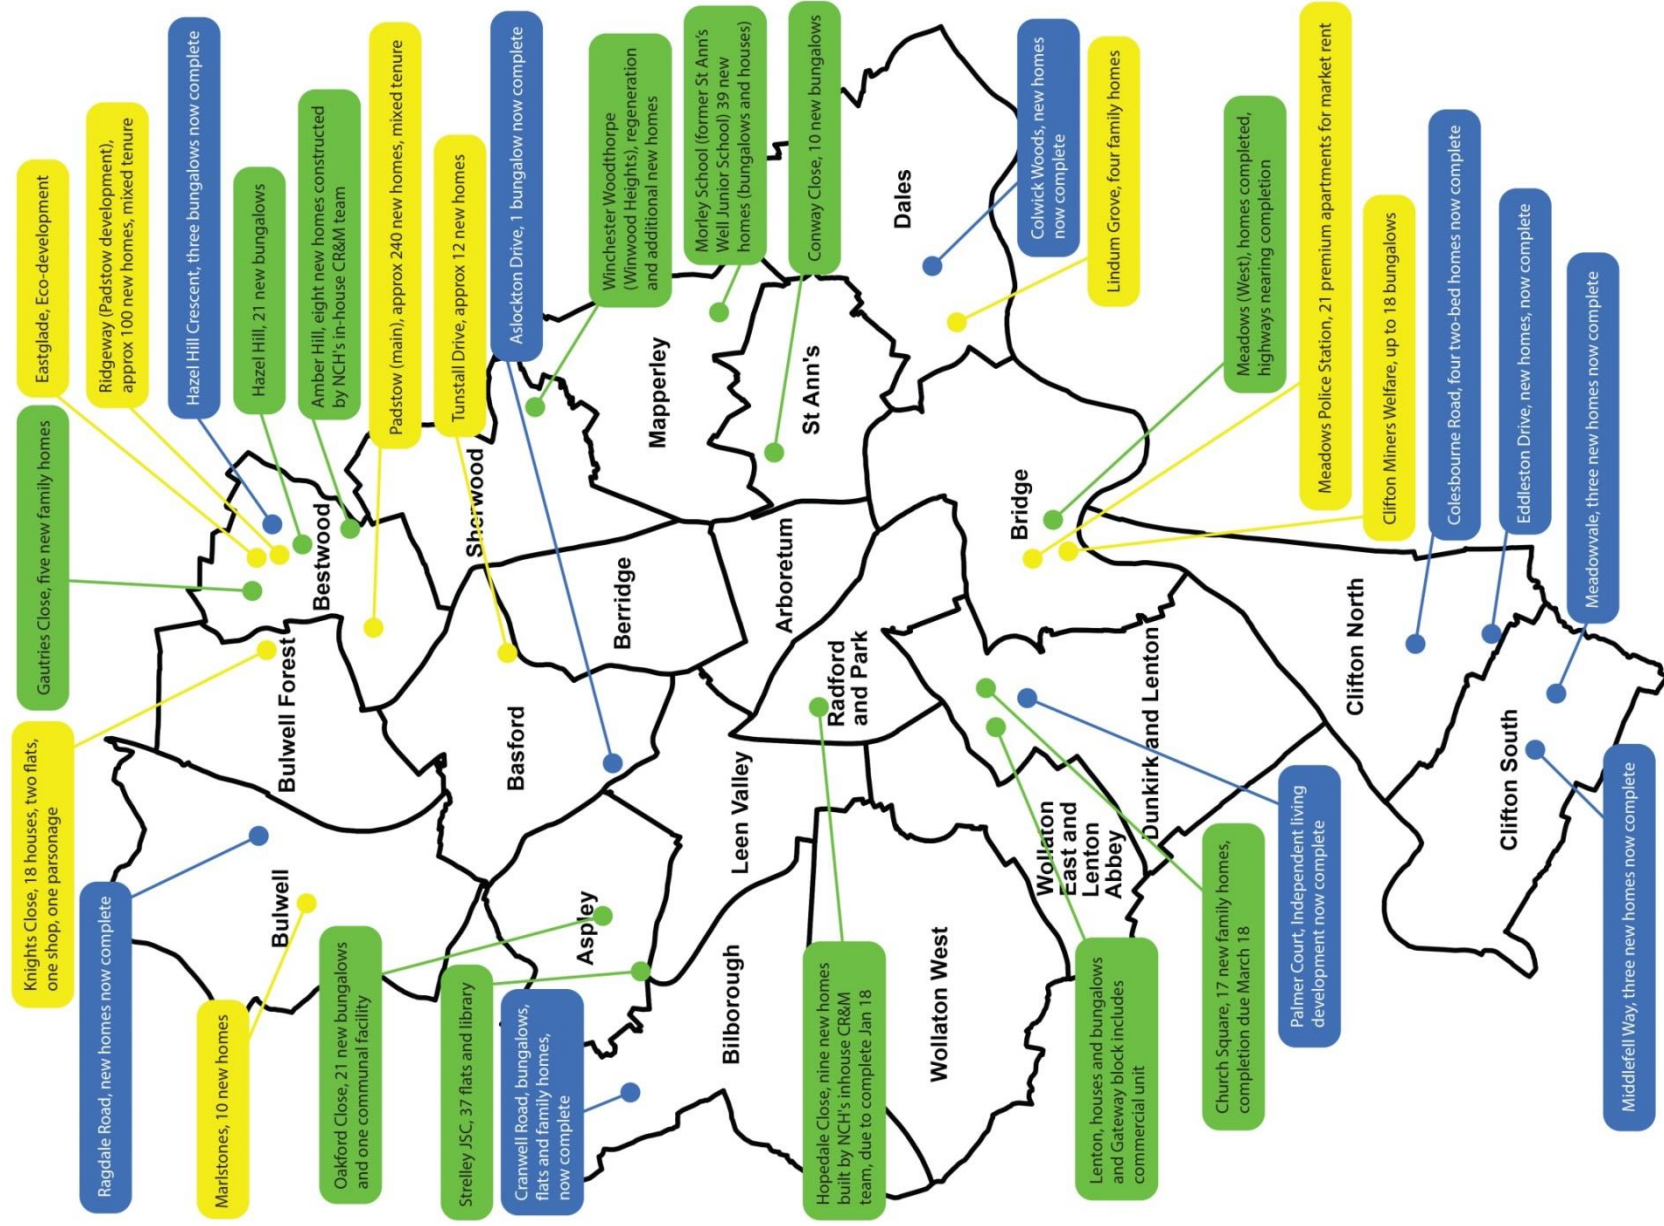 Knights Close, 18 houses, two flats,
one shop, one parsonage
Gautries Close, five new family homes
Eastglade, Eco-development
Ridgeway (Padstow development),
approx 100 new homes, mixed tenure
Hazel Hill Crescent, three bungalows now complete
Hazel Hill, 21 new bungalows
Amber Hill, eight new homes constructed
by NCH's in-house CR&M team
Padstow (main), approx 240 new homes, mixed tenure
Tunstall Drive, approx 12 new homes
Aslockton Drive, 1 bungalow now complete
Winchester Woodthorpe
(Winwood Heights), regeneration
and additional new homes
Morley School (former St Ann's
Well Junior School) 39 new
homes (bungalows and houses)
Conway Close, 10 new bungalows
Colwick Woods, new homes
now complete
Lindum Grove, four family homes
Meadows (West), homes completed,
highways nearing completion
Meadows Police Station, 21 premium apartments for market rent
Clifton Miners Welfare, up to 18 bungalows
Colesbourne Road, four two-bed homes now complete
Eddleston Drive, new homes, now complete
Meadowvale, three new homes now complete
Middlefell Way, three new homes now complete
Palmer Court, Independent living
development now complete
Church Square, 17 new family homes,
completion due March 18
Lenton, houses and bungalows
and Gateway block includes
commercial unit
Hopedale Close, nine new homes
built by NCH's inhouse CR&M
team, due to complete Jan 18
Cranwell Road, bungalows,
flats and family homes,
now complete
Strelley JSC, 37 flats and library
Oakford Close, 21 new bungalows
and one communal facility
Marlstones, 10 new homes
Ragdale Road, new homes now complete
Bulwell
Bulwell Forest
Bestwood
Sherwood
Basford
Berridge
Mapperley
Aspley
Leen Valley
Arboretum
St Ann's
Dales
Bilborough
Radford
and Park
Wollaton West
Wollaton
East and
Lenton
Abbey
Dunkirk and Lenton
Bridge
Clifton North
Clifton South